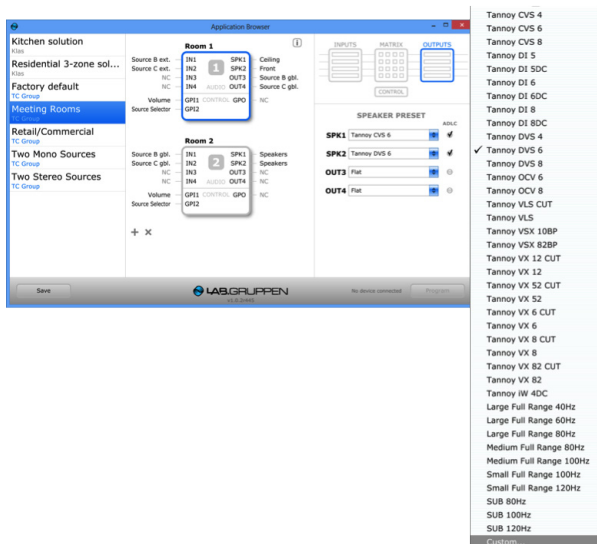 Application Browser
Kitchen solution
Klas
Residential 3-zone sol...
Klas
Factory default
TC Group
Meeting Rooms
TC Group
Retail/Commercial
TC Group
Two Mono Sources
TC Group
Two Stereo Sources
TC Group
Room 1
i
Source B ext. IN1 SPK1 Ceiling
Source C ext. IN2 1 SPK2 Front
NC IN3 OUT3 Source B gbl.
NC IN4 AUDIO OUT4 Source C gbl.
Volume GPI1 CONTROL GPO NC
Source Selector GPI2
Room 2
Source B gbl. IN1 SPK1 Speakers
Source C gbl. IN2 2 SPK2 Speakers
NC IN3 OUT3 NC
NC IN4 AUDIO OUT4 NC
Volume GPI1 CONTROL GPO NC
Source Selector GPI2
INPUTS MATRIX OUTPUTS
CONTROL
SPEAKER PRESET
ADLC
SPK1 Tannoy CVS 6
SPK2 Tannoy DVS 6
OUT3 Flat
OUT4 Flat
Save
LAB.GRUPPEN
No device connected
Program
Tannoy CVS 4
Tannoy CVS 6
Tannoy CVS 8
Tannoy DI 5
Tannoy DI 5DC
Tannoy DI 6
Tannoy DI 6DC
Tannoy DI 8
Tannoy DI 8DC
Tannoy DVS 4
✓ Tannoy DVS 6
Tannoy DVS 8
Tannoy OCV 6
Tannoy OCV 8
Tannoy VLS CUT
Tannoy VLS
Tannoy VSX 10BP
Tannoy VSX 82BP
Tannoy VX 12 CUT
Tannoy VX 12
Tannoy VX 52 CUT
Tannoy VX 52
Tannoy VX 6 CUT
Tannoy VX 6
Tannoy VX 8 CUT
Tannoy VX 8
Tannoy VX 82 CUT
Tannoy VX 82
Tannoy iW 4DC
Large Full Range 40Hz
Large Full Range 60Hz
Large Full Range 80Hz
Medium Full Range 80Hz
Medium Full Range 100Hz
Small Full Range 100Hz
Small Full Range 120Hz
SUB 80Hz
SUB 100Hz
SUB 120Hz
Custom...